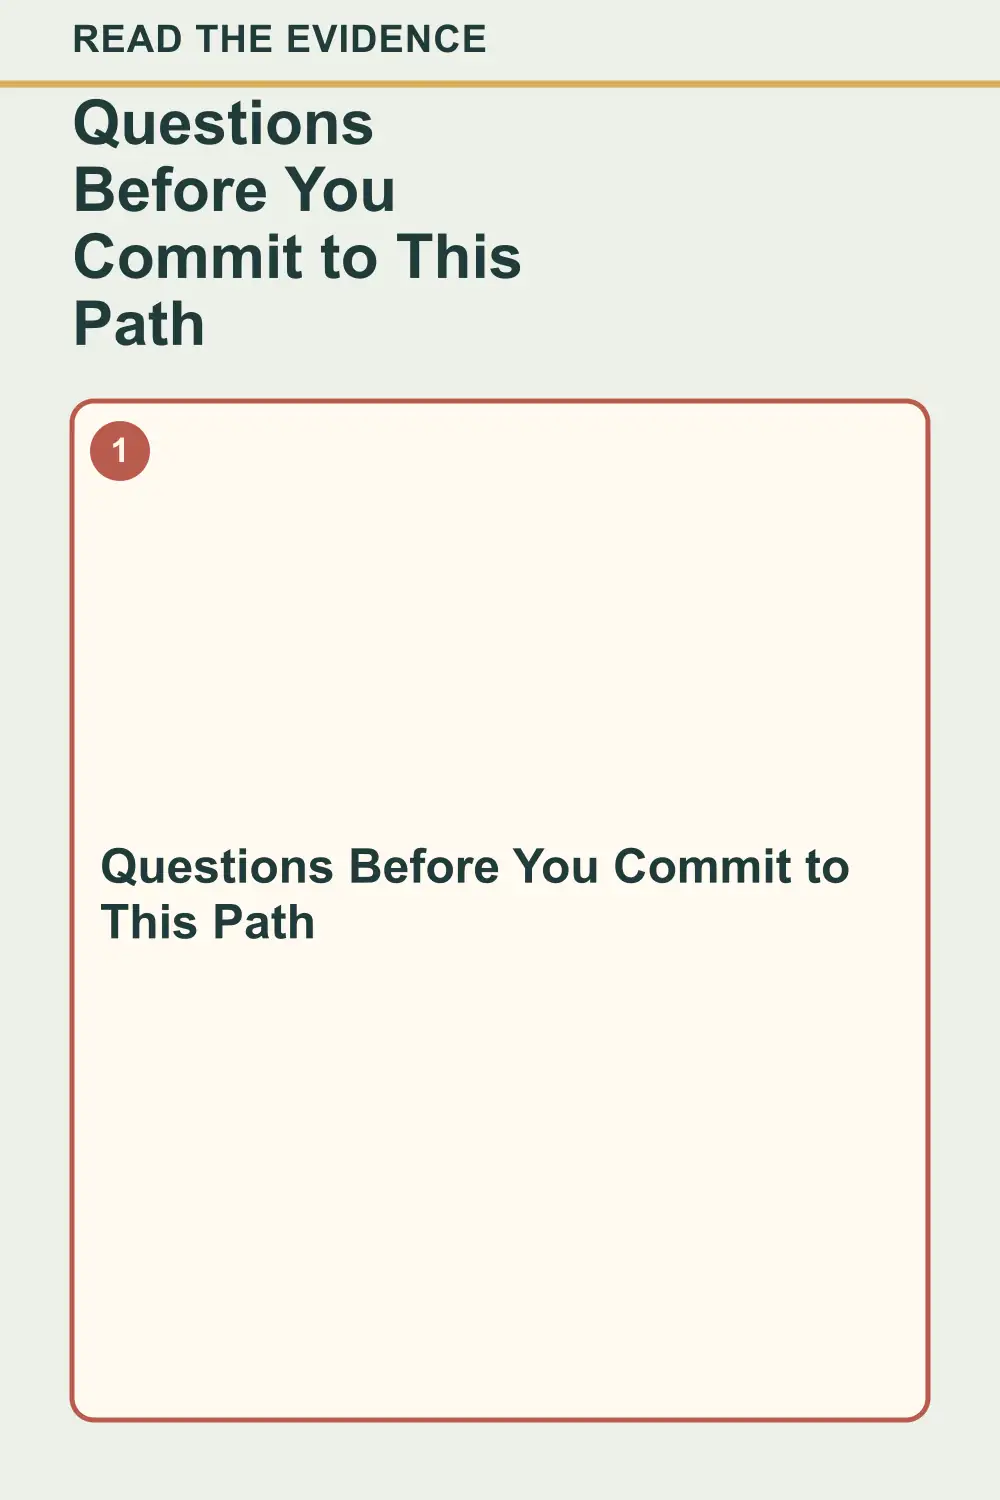 READ THE EVIDENCE
Questions
Before You
Commit to This
Path
1
Questions Before You Commit to
This Path